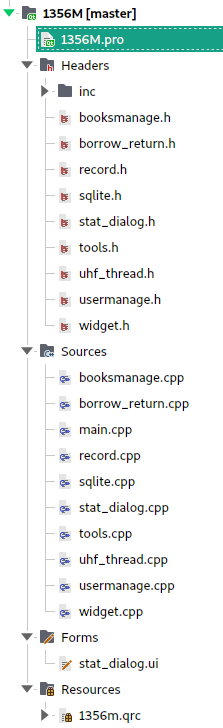 1356M [master]
1356M.pro
Headers
inc
booksmanage.h
borrow_return.h
record.h
sqlite.h
stat_dialog.h
tools.h
uhf_thread.h
usermanage.h
widget.h
Sources
booksmanage.cpp
borrow_return.cpp
main.cpp
record.cpp
sqlite.cpp
stat_dialog.cpp
tools.cpp
uhf_thread.cpp
usermanage.cpp
widget.cpp
Forms
stat_dialog.ui
Resources
1356m.qrc